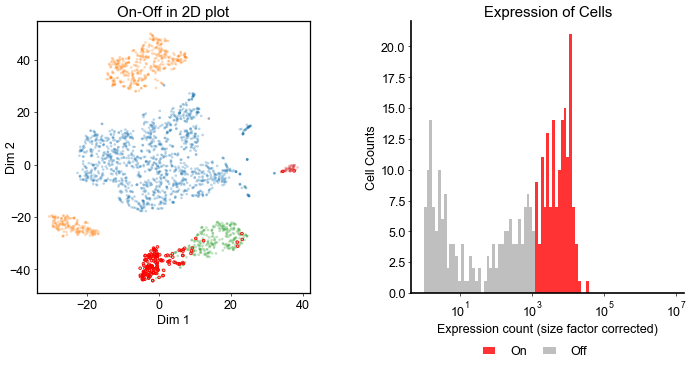 On-Off in 2D plot
Dim 2
40
20
0
−20
−40
−20
0
20
40
Dim 1
Expression of Cells
Cell Counts
20.0
17.5
15.0
12.5
10.0
7.5
5.0
2.5
0.0
10^1
10^3
10^5
10^7
Expression count (size factor corrected)
On
Off